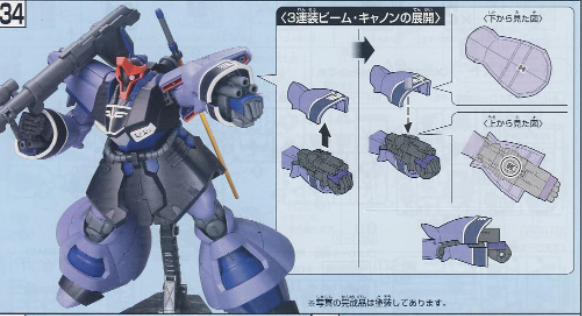 34
〈3連装ビーム・キャノンの展開〉
〈下から見た図〉
〈上から見た図〉
※写真の完成品は塗装してあります。